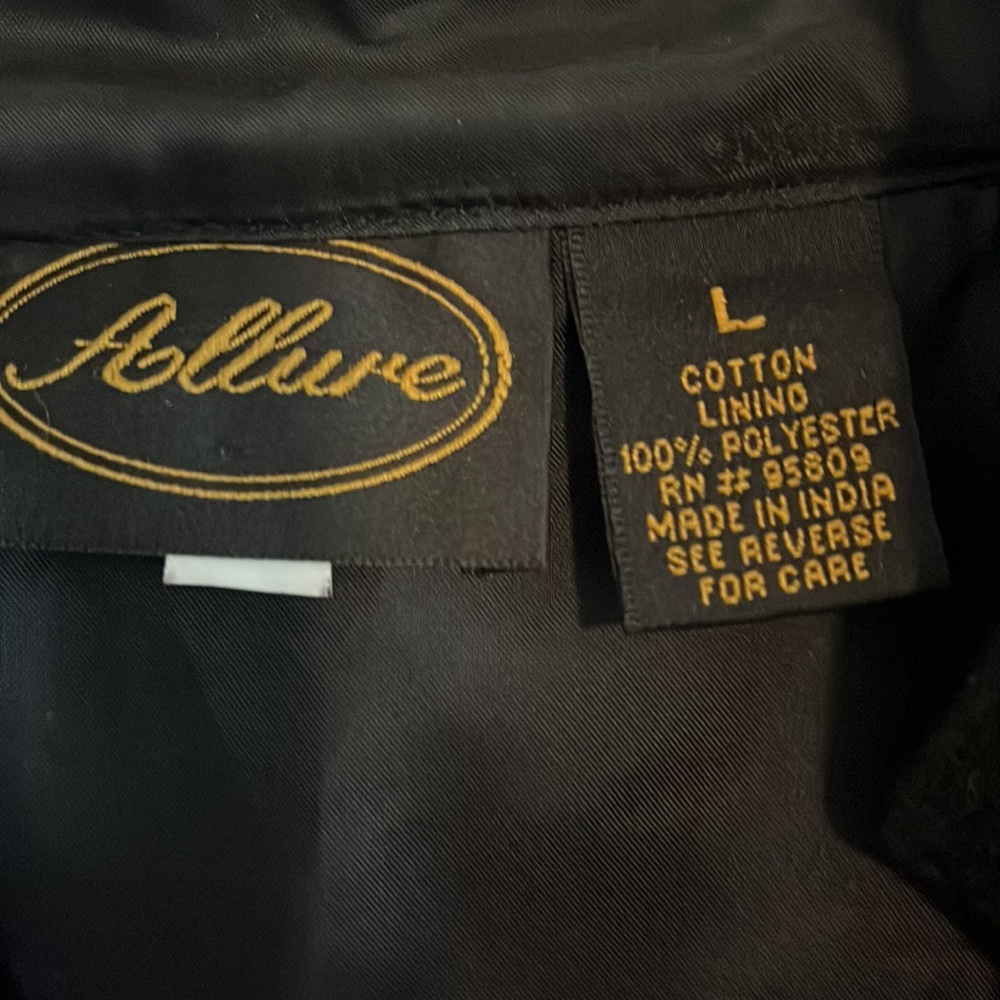 Allure
L
COTTON
LINING
100% POLYESTER
RN # 95809
MADE IN INDIA
SEE REVERSE
FOR CARE